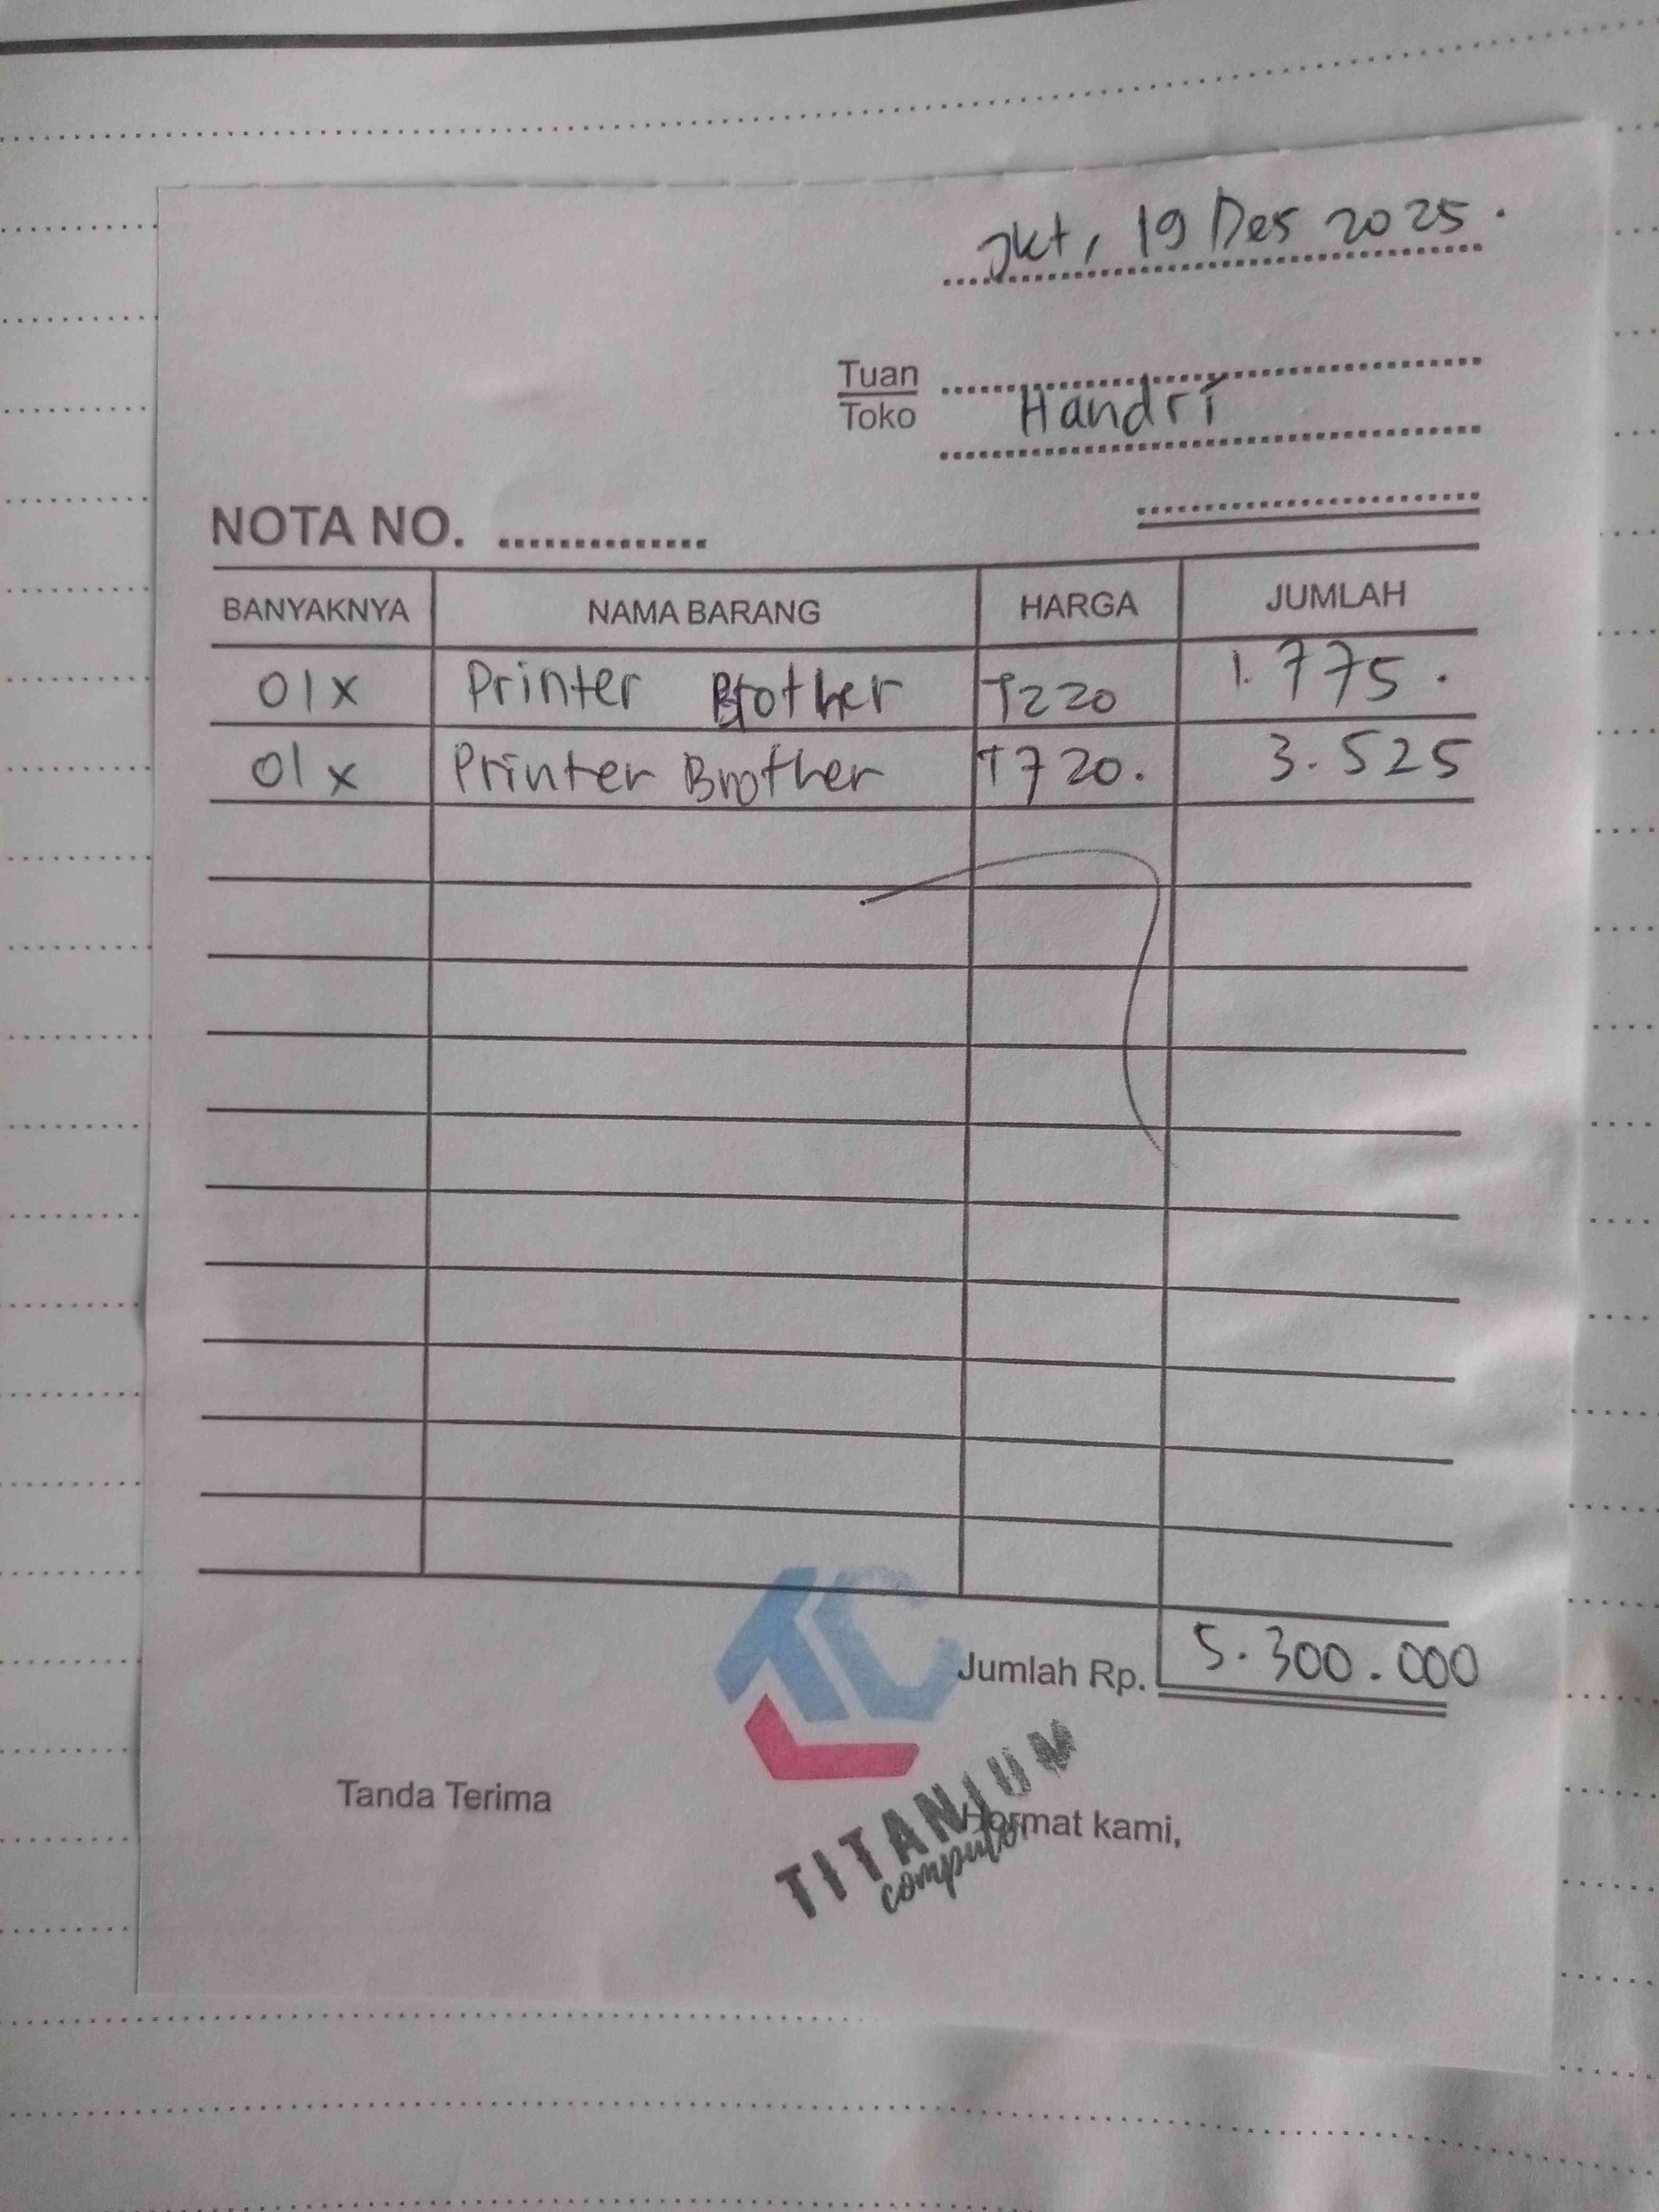 Jkt, 19 Des 2025.
Tuan
Toko Handri
NOTA NO. ..............
BANYAKNYA NAMA BARANG HARGA JUMLAH
01x Printer Brother T220 1.775.
01x Printer Brother T720. 3.525
TC
Jumlah Rp. 5.300.000
Tanda Terima Hormat kami,
TITANIUM
computer